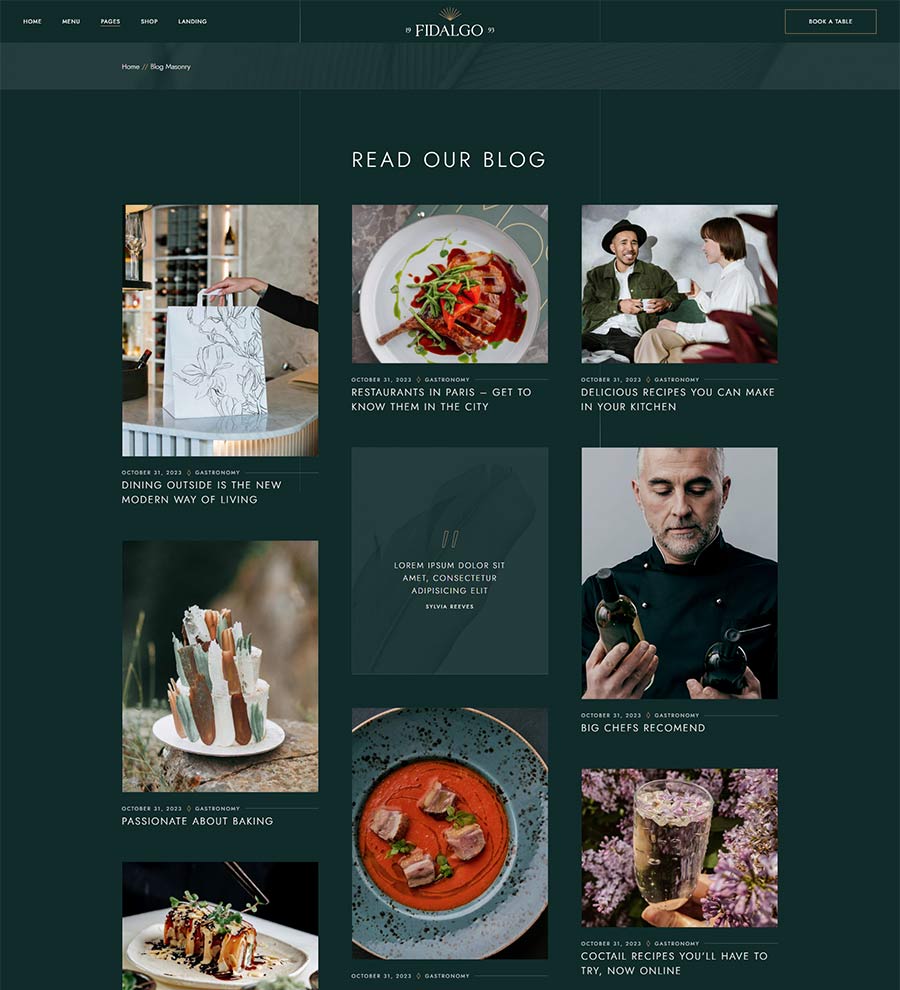 HOME MENU PAGES SHOP LANDING
19 FIDALGO 93
BOOK A TABLE
Home // Blog Masonry
READ OUR BLOG
OCTOBER 31, 2023 GASTRONOMY
DINING OUTSIDE IS THE NEW
MODERN WAY OF LIVING
OCTOBER 31, 2023 GASTRONOMY
PASSIONATE ABOUT BAKING
OCTOBER 31, 2023 GASTRONOMY
RESTAURANTS IN PARIS – GET TO
KNOW THEM IN THE CITY
"
LOREM IPSUM DOLOR SIT
AMET, CONSECTETUR
ADIPISICING ELIT
SYLVIA REEVES
OCTOBER 31, 2023 GASTRONOMY
OCTOBER 31, 2023 GASTRONOMY
DELICIOUS RECIPES YOU CAN MAKE
IN YOUR KITCHEN
OCTOBER 31, 2023 GASTRONOMY
BIG CHEFS RECOMEND
OCTOBER 31, 2023 GASTRONOMY
COCTAIL RECIPES YOU'LL HAVE TO
TRY, NOW ONLINE